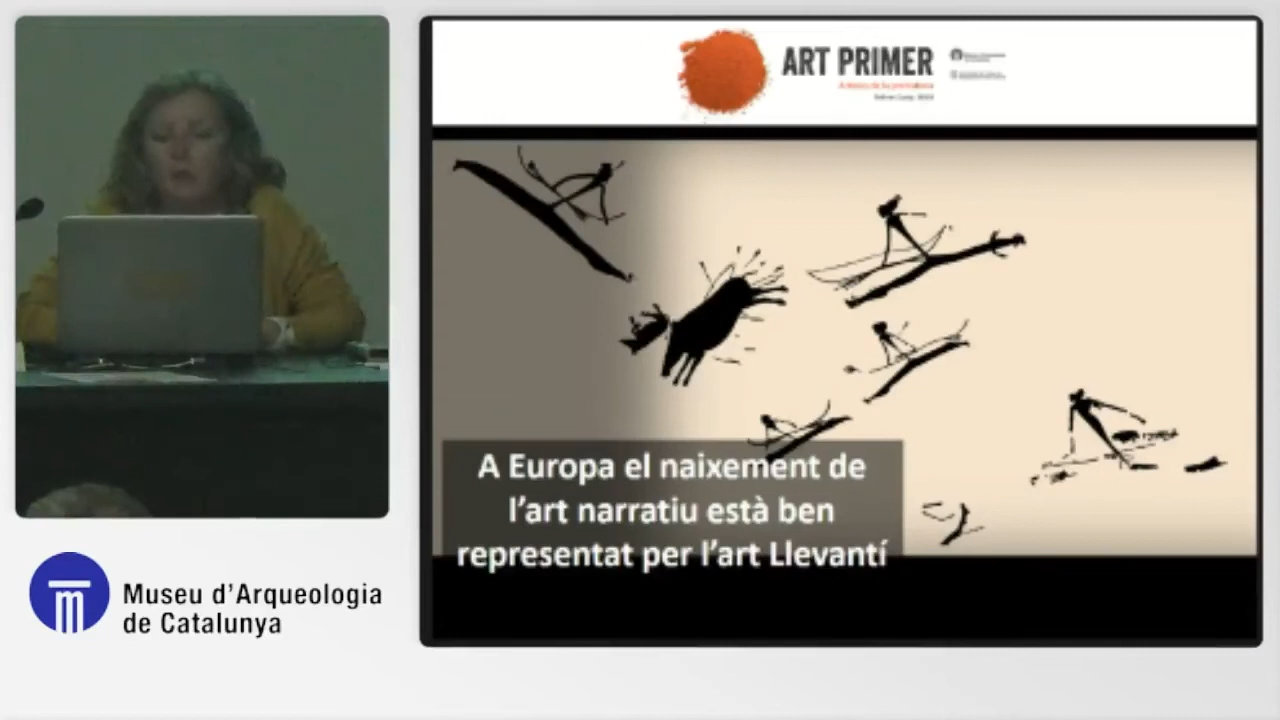 ART PRIMER
Museu d'Arqueologia
de Catalunya
A Europa el naixement de
l'art narratiu està ben
representat per l'art Llevantí